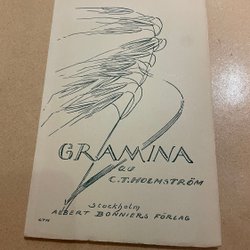 GRAMINA
av
C.T. HOLMSTRÖM
Stockholm
ALBERT BONNIERS FÖRLAG